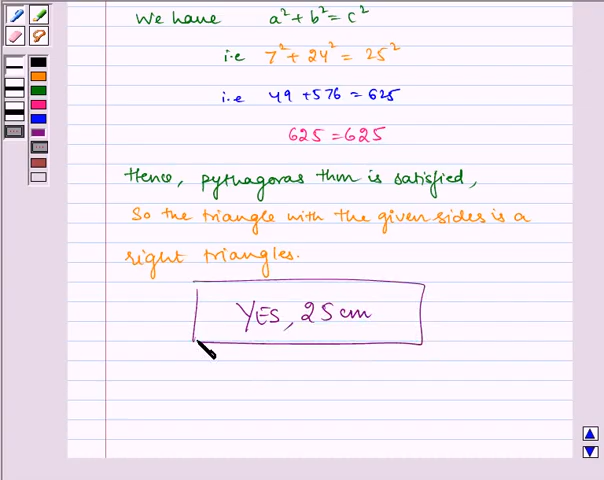 We have a² + b² = c²
i.e 7² + 24² = 25²
i.e 49 + 576 = 625
625 = 625
Hence, pythagoras thm is satisfied,
So the triangle with the given sides is a
right triangles.
YES, 25 cm